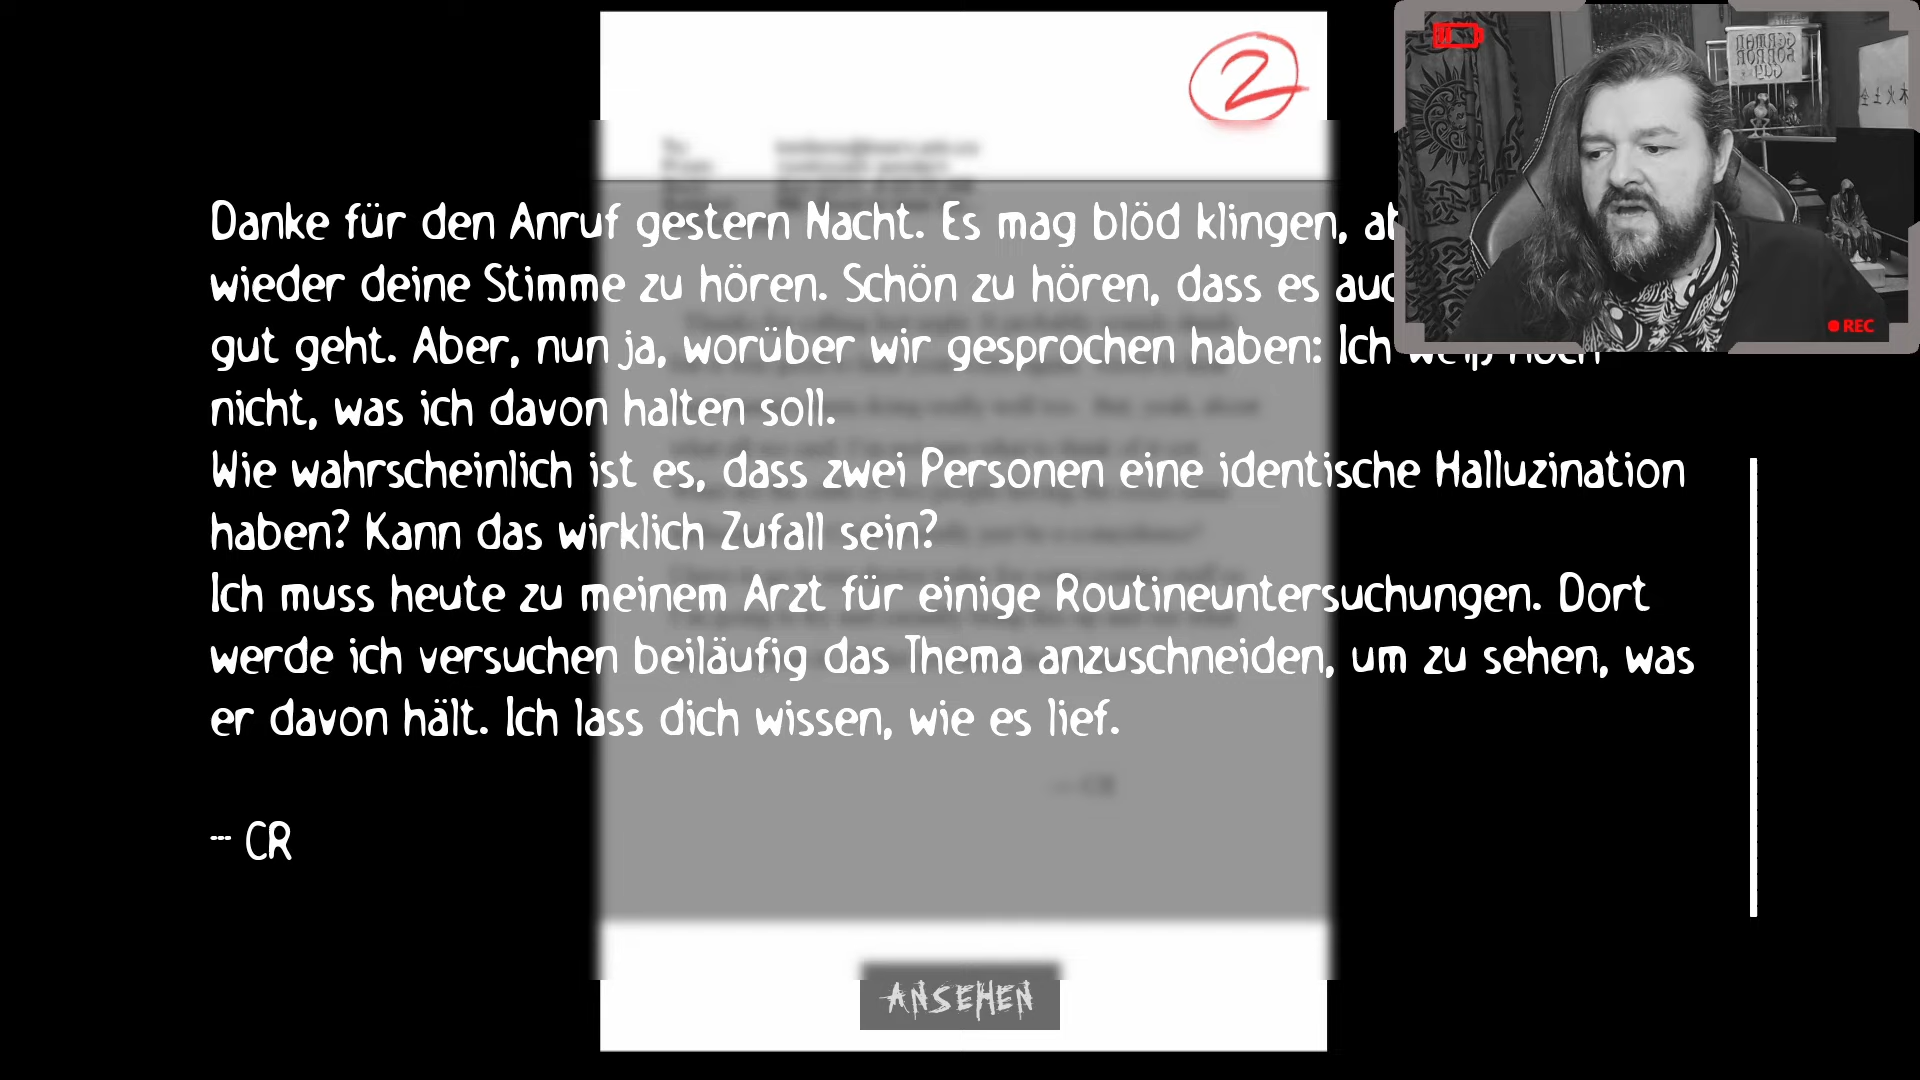 2
Danke für den Anruf gestern Nacht. Es mag blöd klingen,
wieder deine Stimme zu hören. Schön zu hören, dass es
gut geht. Aber, nun ja, worüber wir gesprochen haben: Ich weiß noch
nicht, was ich davon halten soll.
Wie wahrscheinlich ist es, dass zwei Personen eine identische Halluzination
haben? Kann das wirklich Zufall sein?
Ich muss heute zu meinem Arzt für einige Routineuntersuchungen. Dort
werde ich versuchen beiläufig das Thema anzuschneiden, um zu sehen, was
er davon hält. Ich lass dich wissen, wie es lief.
-- CR
ANSEHEN
REC